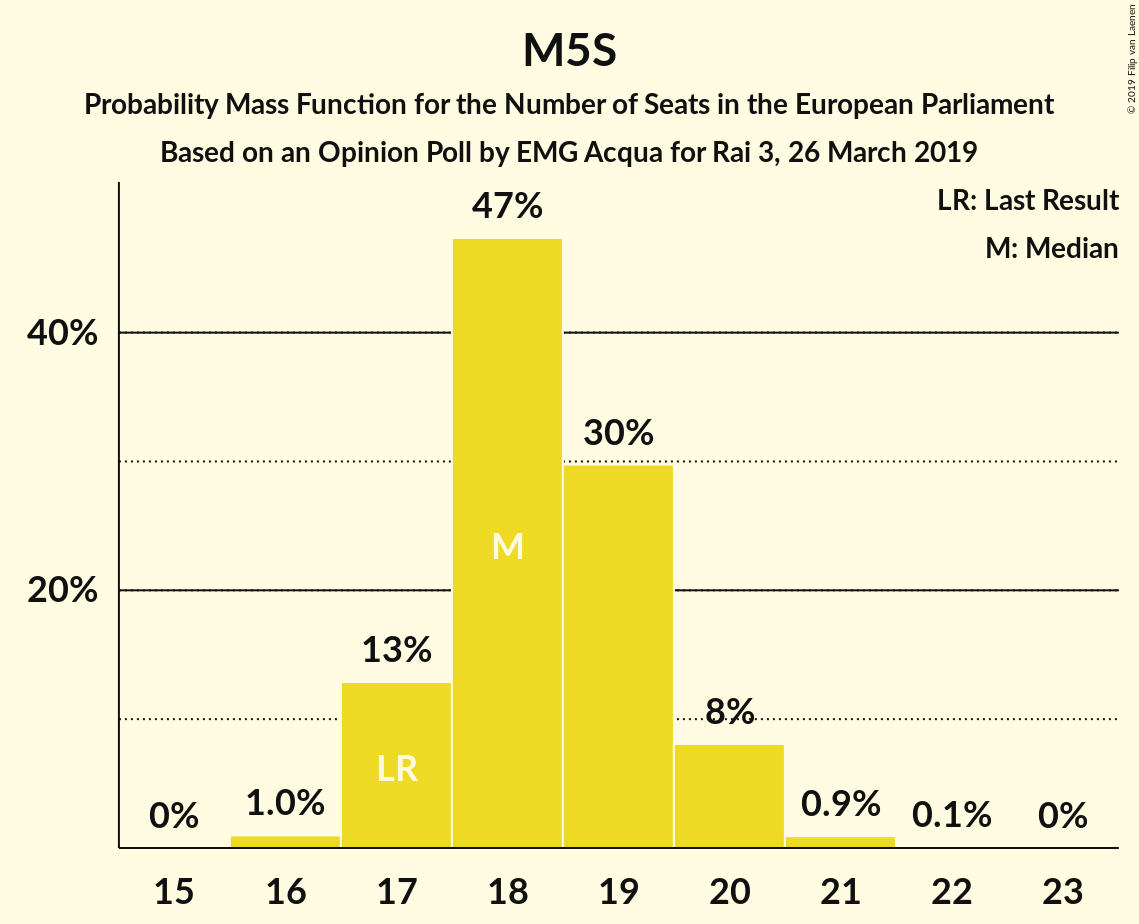 M5S
Probability Mass Function for the Number of Seats in the European Parliament
Based on an Opinion Poll by EMG Acqua for Rai 3, 26 March 2019
© 2019 Filip van Laenen
LR: Last Result
M: Median
47%
40%
30%
M
20%
13%
8%
LR
0%
1.0%
0.9%
0.1%
0%
15 16 17 18 19 20 21 22 23